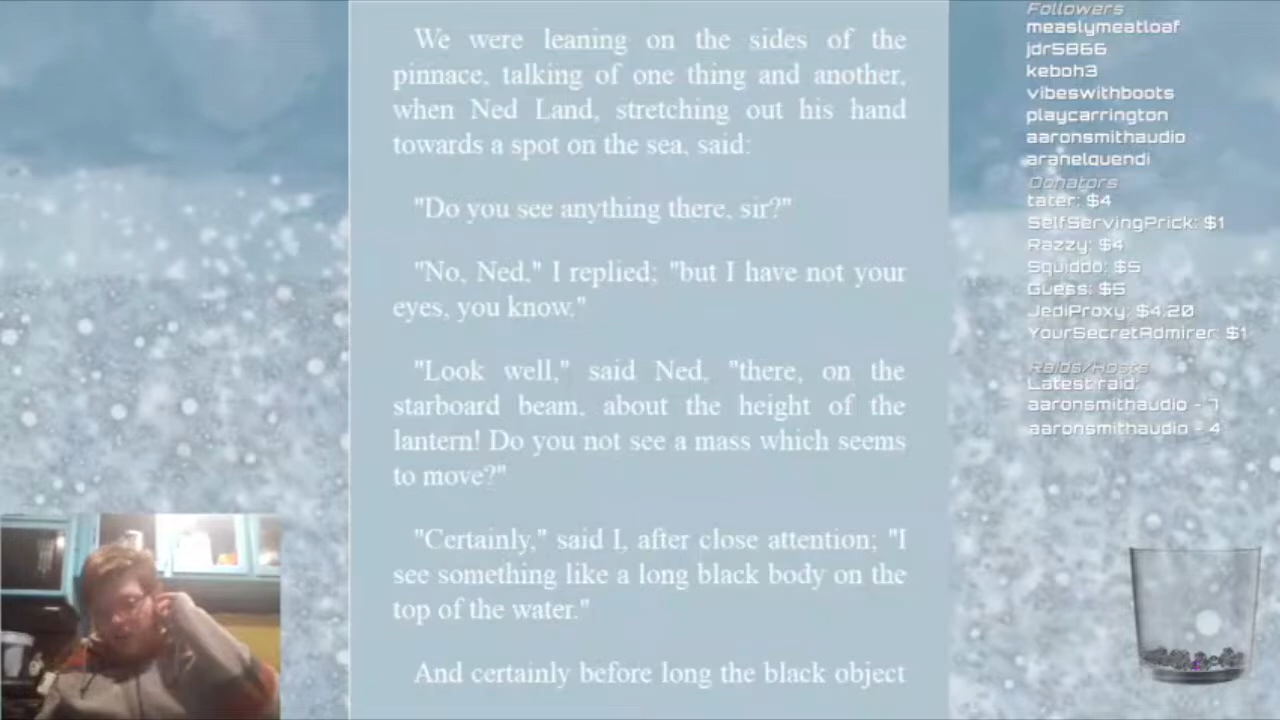 We were leaning on the sides of the
pinnace, talking of one thing and another,
when Ned Land, stretching out his hand
towards a spot on the sea, said:
"Do you see anything there, sir?"
"No, Ned," I replied; "but I have not your
eyes, you know."
"Look well," said Ned, "there, on the
starboard beam, about the height of the
lantern! Do you not see a mass which seems
to move?"
"Certainly," said I, after close attention; "I
see something like a long black body on the
top of the water."
And certainly before long the black object
Followers
measlymeatloaf
jdr5866
keboh3
vibeswithboots
playcarrington
aaronsmithaudio
aranelquendi
Donators
tater: $4
SelfServingPrick: $1
Razzy: $4
Squiddo: $5
Guess: $5
JediProxy: $4.20
YourSecretAdmirer: $1
Raids/Hosts
Latest raid:
aaronsmithaudio - 7
aaronsmithaudio - 4